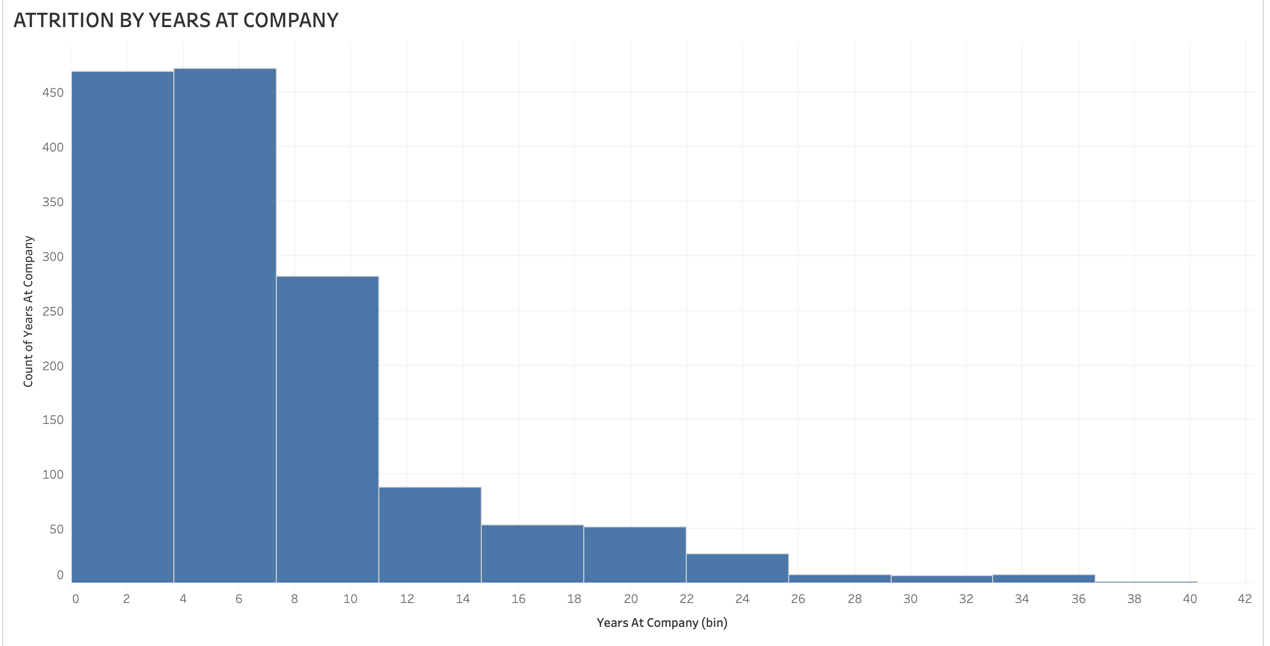 ATTRITION BY YEARS AT COMPANY
450
400
350
300
250
200
150
100
50
0
Count of Years At Company
0 2 4 6 8 10 12 14 16 18 20 22 24 26 28 30 32 34 36 38 40 42
Years At Company (bin)